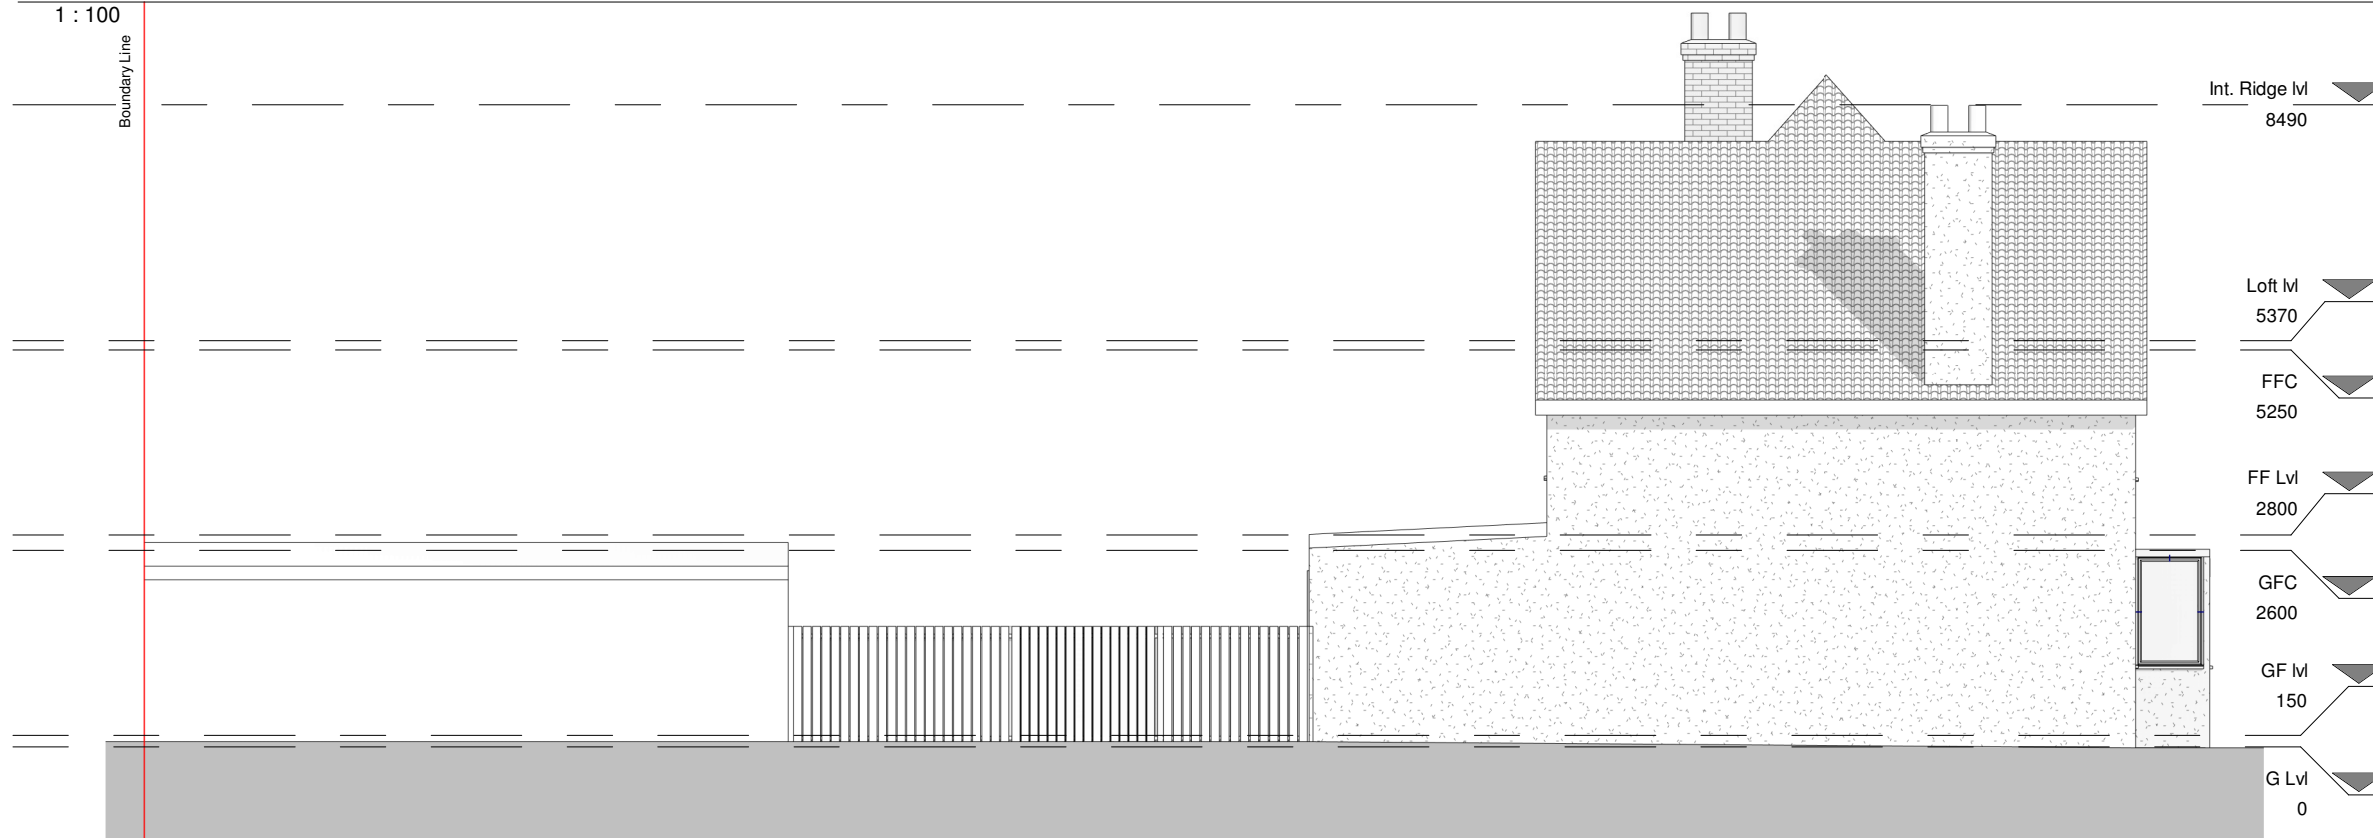 1 : 100
Boundary Line
Int. Ridge lvl
8490
Loft lvl
5370
FFC
5250
FF Lvl
2800
GFC
2600
GF lvl
150
G Lvl
0